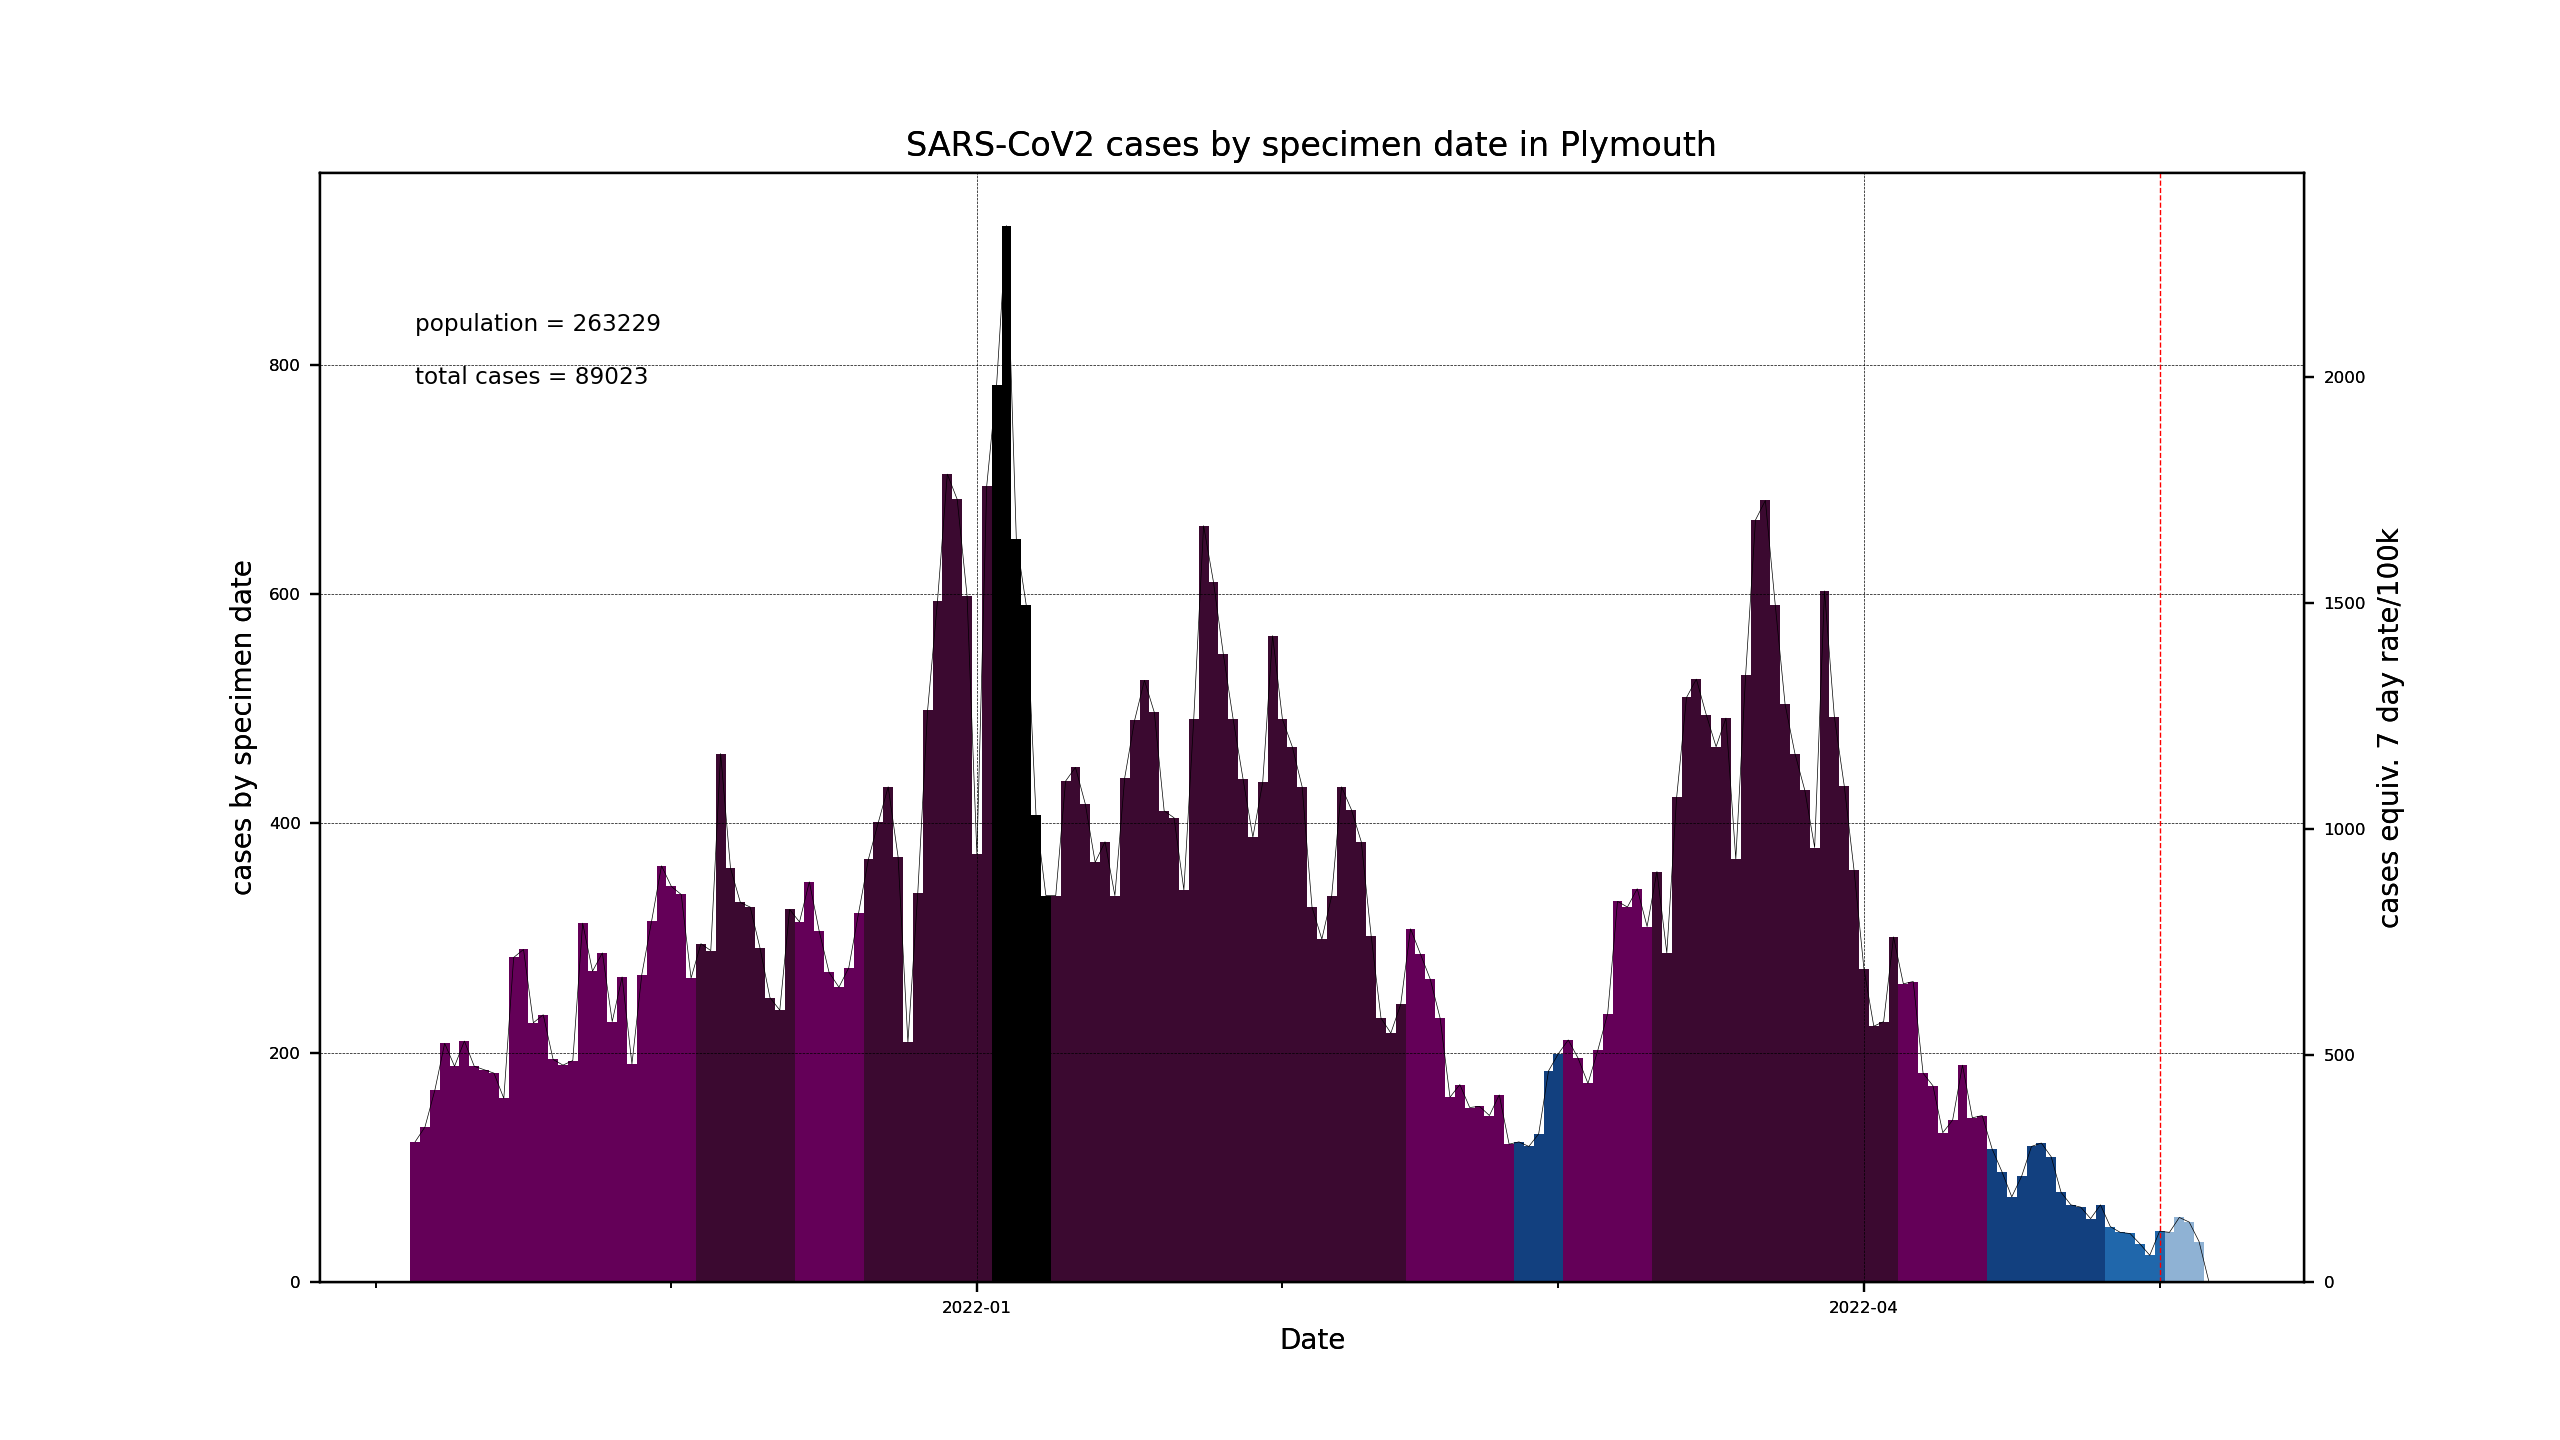 SARS-CoV2 cases by specimen date in Plymouth
population = 263229
total cases = 89023
cases by specimen date
800
600
400
200
0
2000
1500
1000
500
0
cases equiv. 7 day rate/100k
2022-01
2022-04
Date